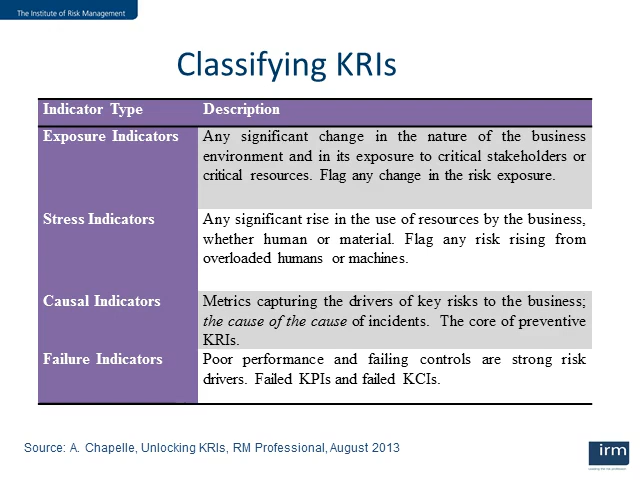 The Institute of Risk Management
Classifying KRIs
Indicator Type Description
Exposure Indicators Any significant change in the nature of the business
environment and in its exposure to critical stakeholders or
critical resources. Flag any change in the risk exposure.
Stress Indicators Any significant rise in the use of resources by the business,
whether human or material. Flag any risk rising from
overloaded humans or machines.
Causal Indicators Metrics capturing the drivers of key risks to the business;
the cause of the cause of incidents. The core of preventive
KRIs.
Failure Indicators Poor performance and failing controls are strong risk
drivers. Failed KPIs and failed KCIs.
Source: A. Chapelle, Unlocking KRIs, RM Professional, August 2013
irm